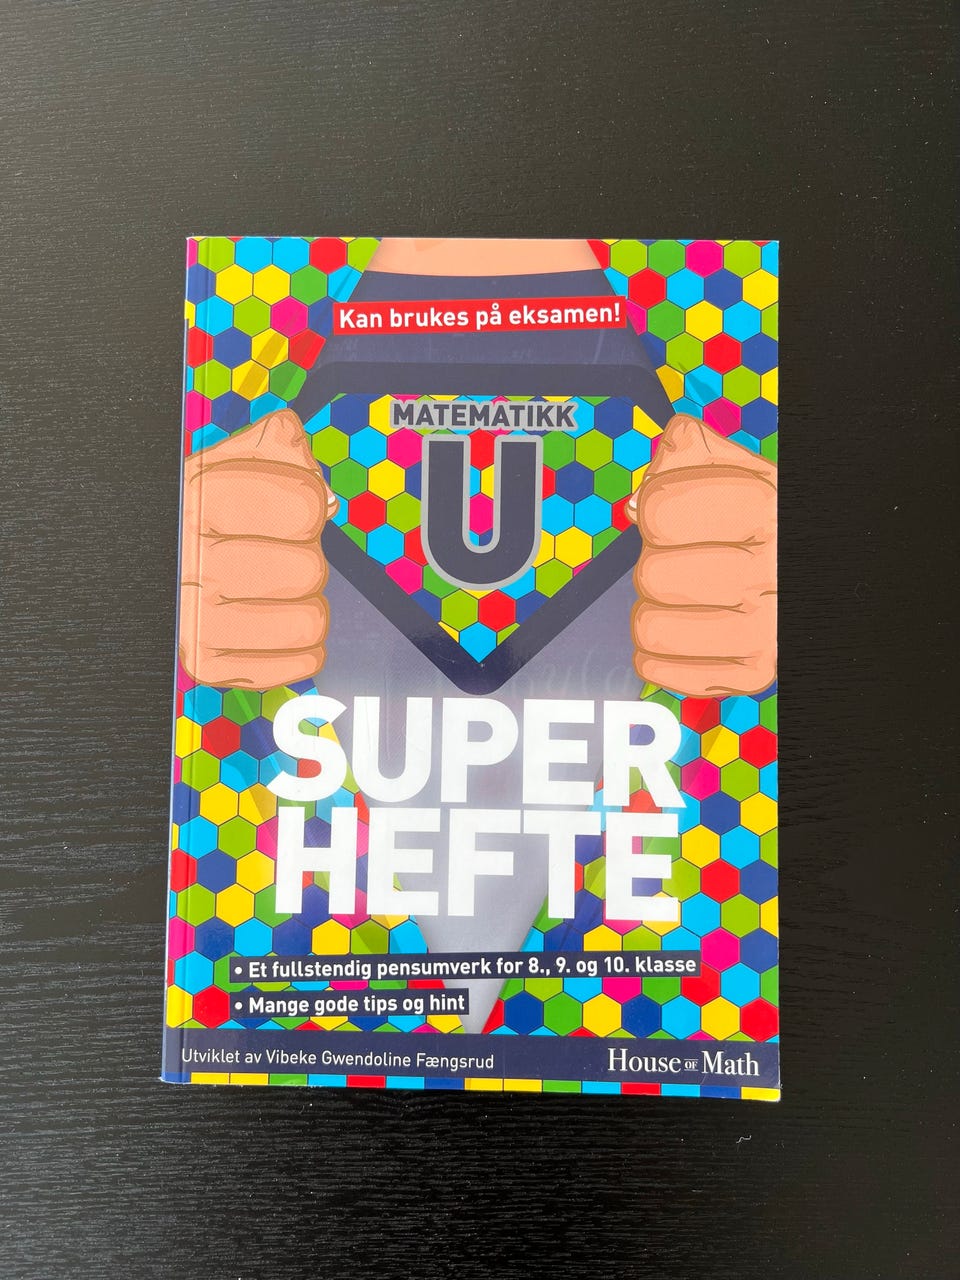 Kan brukes på eksamen!
MATEMATIKK
U
SUPER
HEFTE
• Et fullstendig pensumverk for 8., 9. og 10. klasse
• Mange gode tips og hint
Utviklet av Vibeke Gwendoline Fængsrud
House OF Math